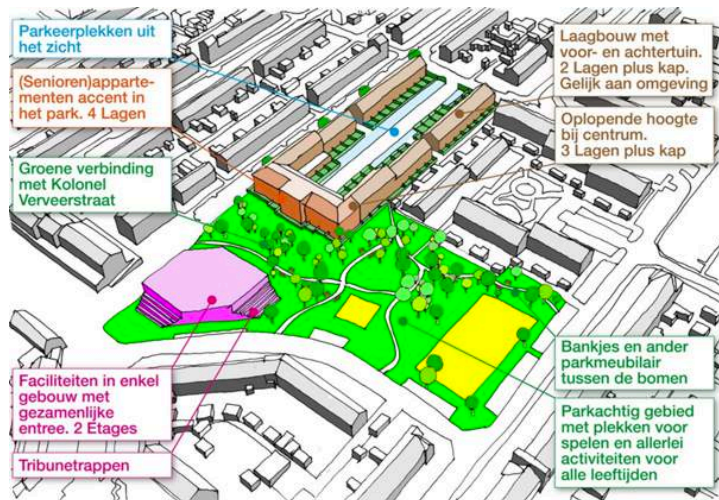 Parkeerplekken uit
het zicht
(Senioren)apparte-
menten accent in
het park. 4 Lagen
Groene verbinding
met Kolonel
Verveerstraat
Faciliteiten in enkel
gebouw met
gezamenlijke
entree. 2 Etages
Tribunetrappen
Laagbouw met
voor- en achtertuin.
2 Lagen plus kap.
Gelijk aan omgeving
Oplopende hoogte
bij centrum.
3 Lagen plus kap
Bankjes en ander
parkmeubilair
tussen de bomen
Parkachtig gebied
met plekken voor
spelen en allerlei
activiteiten voor
alle leeftijden